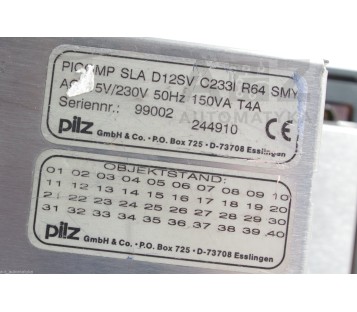 PICOMP SLA D12SV C233I R64 SMY
AC 5V/230V 50Hz 150VA T4A
Seriennr.: 99002 244910 CE
AUTOMATYKA
pilz GmbH & Co. · P.O. Box 725 · D-73708 Esslingen
OBJEKTSTAND:
01 02 03 04 05 06 07 08 09 10
11 12 13 14 15 16 17 18 19 20
21 22 23 24 25 26 27 28 29 30
31 32 33 34 35 36 37 38 39 40
pilz GmbH & Co. · P.O. Box 725 · D-73708 Esslingen